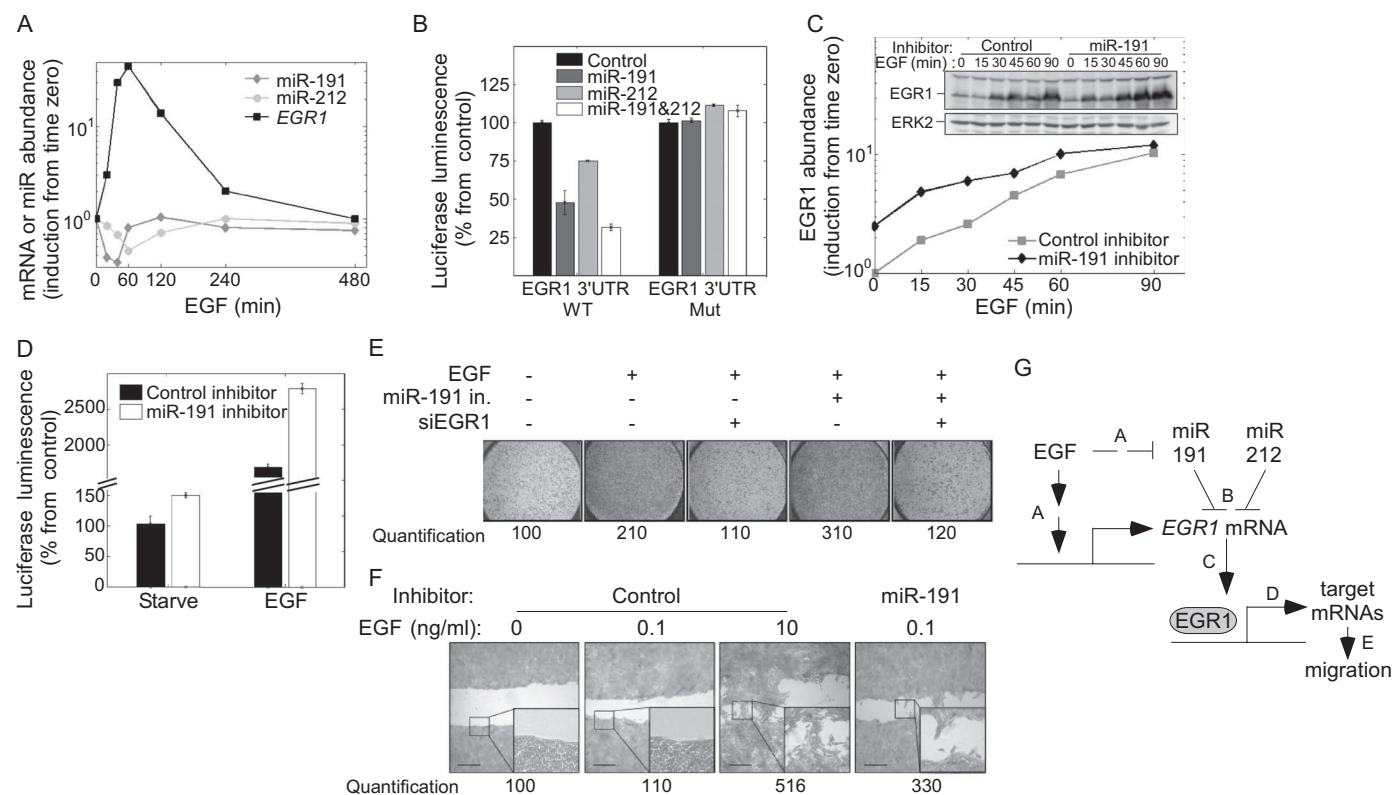 A
mRNA or miR abundance
(induction from time zero)
10¹
10⁰
miR-191
miR-212
EGR1
0 60 120 240 480
EGF (min)
B
Luciferase luminescence
(% from control)
125
100
75
50
25
Control
miR-191
miR-212
miR-191&212
EGR1 3'UTR EGR1 3'UTR
WT Mut
C
EGR1 abundance
(induction from time zero)
10¹
10⁰
Inhibitor: Control miR-191
EGF (min) : 0 15 30 45 60 90 0 15 30 45 60 90
EGR1
ERK2
Control inhibitor
miR-191 inhibitor
0 15 30 45 60 90
EGF (min)
D
Luciferase luminescence
(% from control)
2500
2000
150
100
50
0
Control inhibitor
miR-191 inhibitor
Starve EGF
E
EGF - + + + +
miR-191 in. - - - + +
siEGR1 - - + - +
Quantification 100 210 110 310 120
F
Inhibitor: Control miR-191
EGF (ng/ml): 0 0.1 10 0.1
Quantification 100 110 516 330
G
EGF
A
miR
191
miR
212
B
A
EGR1 mRNA
C
EGR1
D
target
mRNAs
E
migration